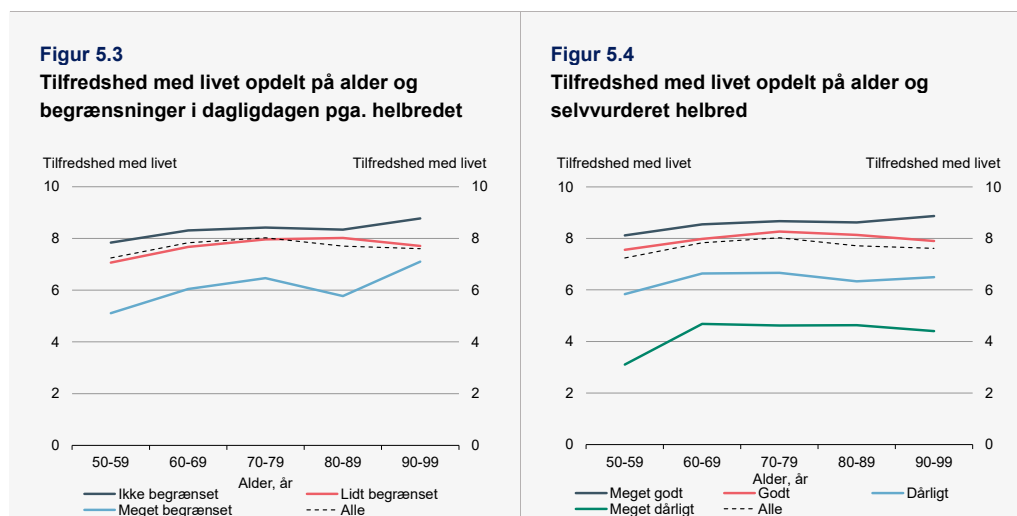 Figur 5.3
Tilfredshed med livet opdelt på alder og
begrænsninger i dagligdagen pga. helbredet
Tilfredshed med livet Tilfredshed med livet
10 10
8 8
6 6
4 4
2 2
0 0
50-59 60-69 70-79 80-89 90-99
Alder, år
Ikke begrænset Lidt begrænset
Meget begrænset Alle
Figur 5.4
Tilfredshed med livet opdelt på alder og
selvvurderet helbred
Tilfredshed med livet Tilfredshed med livet
10 10
8 8
6 6
4 4
2 2
0 0
50-59 60-69 70-79 80-89 90-99
Alder, år
Meget godt Godt Dårligt
Meget dårligt Alle